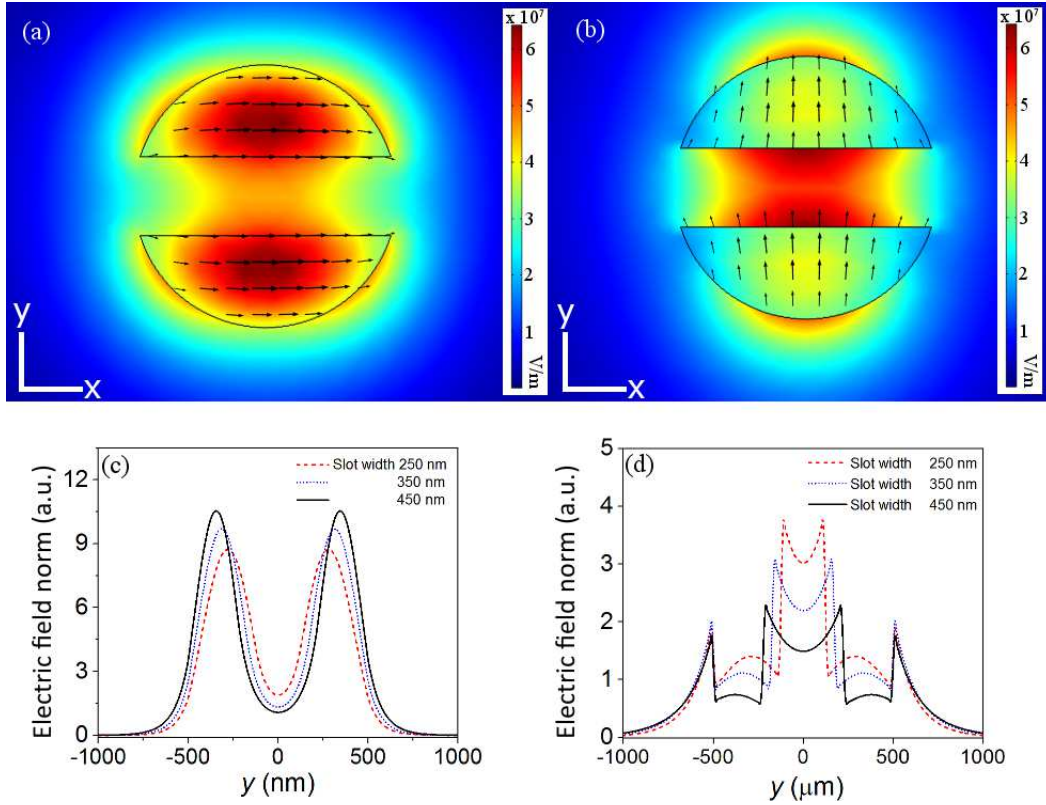 (a)
x 10⁷
6
5
4
3
2
1
V/m
y
x
(b)
x 10⁷
6
5
4
3
2
1
V/m
y
x
(c)
Slot width 250 nm
350 nm
450 nm
12
9
6
3
0
Electric field norm (a.u.)
-1000 -500 0 500 1000
y (nm)
(d)
Slot width 250 nm
Slot width 350 nm
Slot width 450 nm
5
4
3
2
1
0
Electric field norm (a.u.)
-1000 -500 0 500 1000
y (µm)